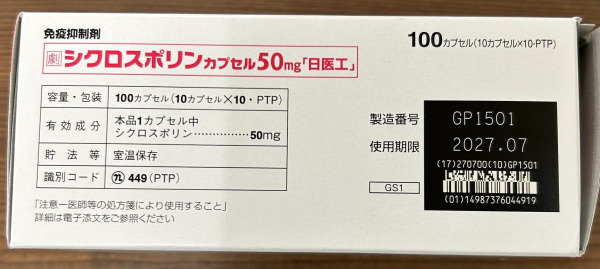 免疫抑制剤
100カプセル(10カプセル×10・PTP)
劇 シクロスポリンカプセル50mg「日医工」
容量・包装 100カプセル(10カプセル×10・PTP)
有効成分 本品1カプセル中
シクロスポリン……………50mg
貯法等 室温保存
識別コード 449 (PTP)
「注意−医師等の処方箋により使用すること」
詳細は電子添文をご参照ください
製造番号 GP1501
使用期限 2027.07
(17)270700(10)GP1501
GS1
(01)14987376044919